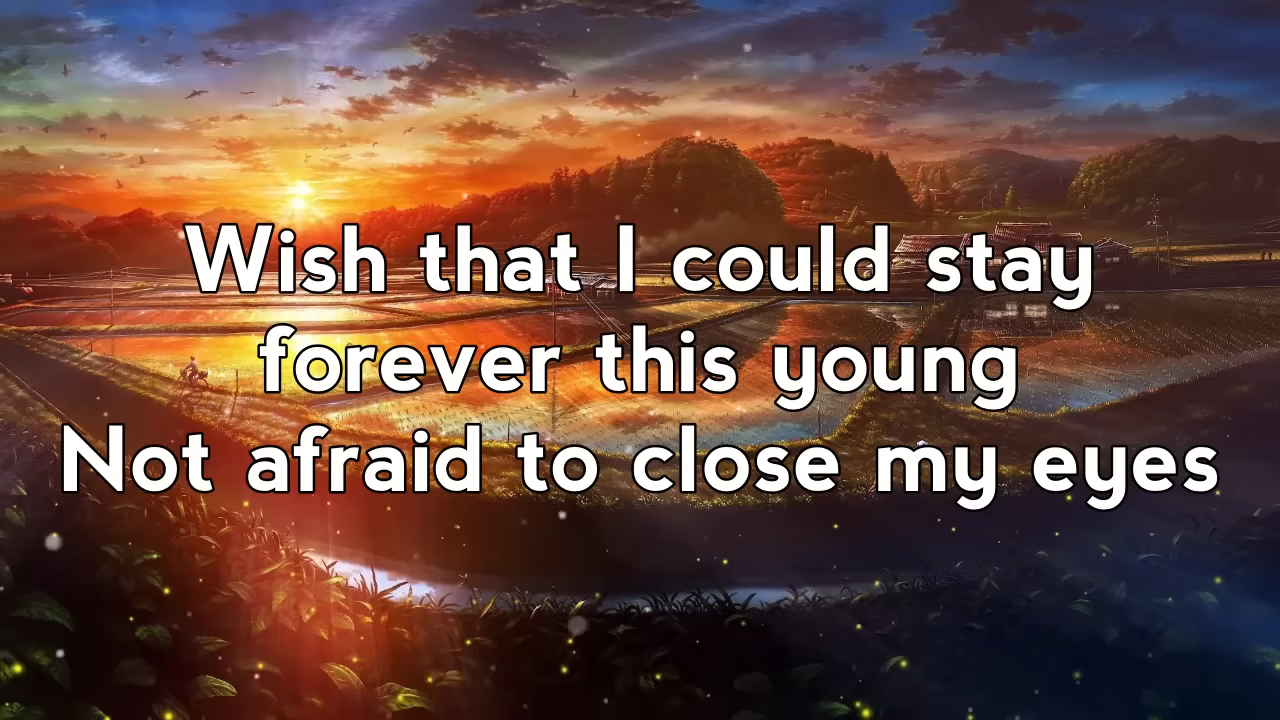 Wish that I could stay
forever this young
Not afraid to close my eyes